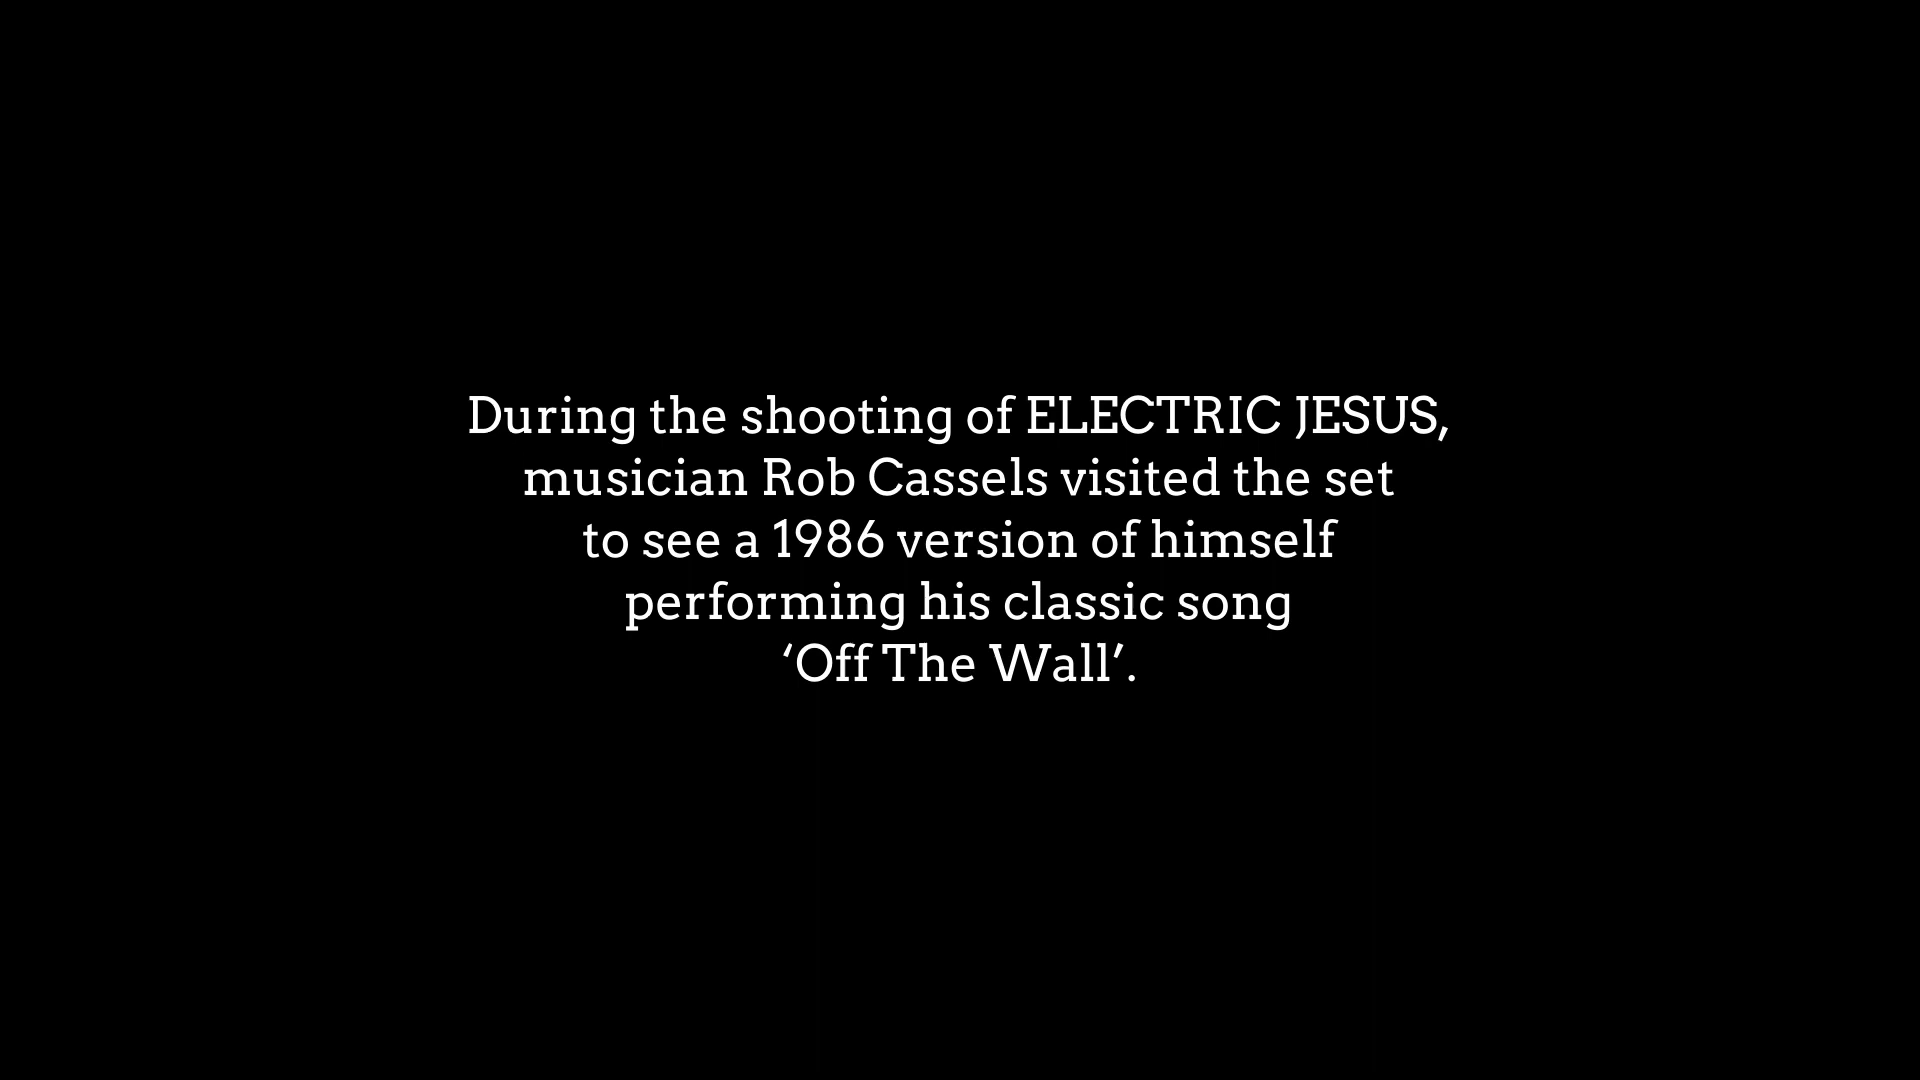 During the shooting of ELECTRIC JESUS,
musician Rob Cassels visited the set
to see a 1986 version of himself
performing his classic song
‘Off The Wall’.